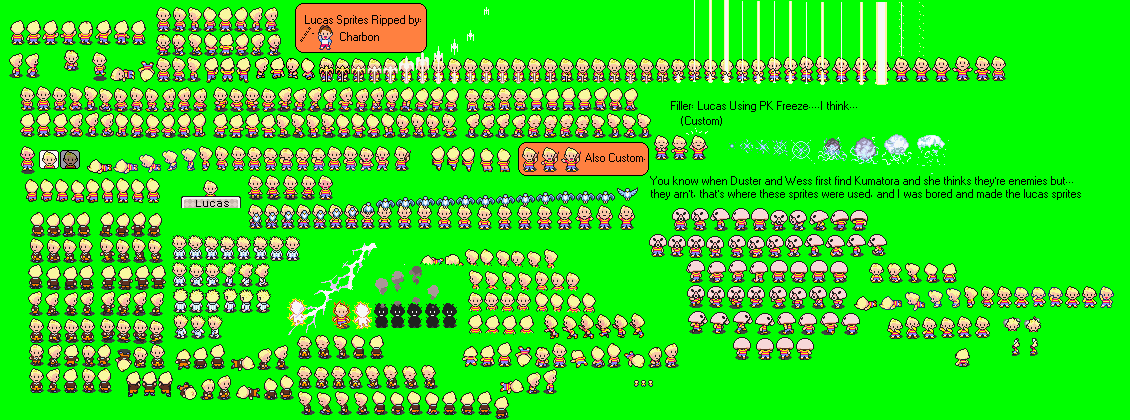 Lucas Sprites Ripped by:
Charbon
Filler: Lucas Using PK Freeze...I think...
(Custom)
Also Custom:
You know when Duster and Wess first find Kumatora and she thinks they're enemies but...
they arn't, that's where these sprites were used, and I was bored and made the lucas sprites
Lucas